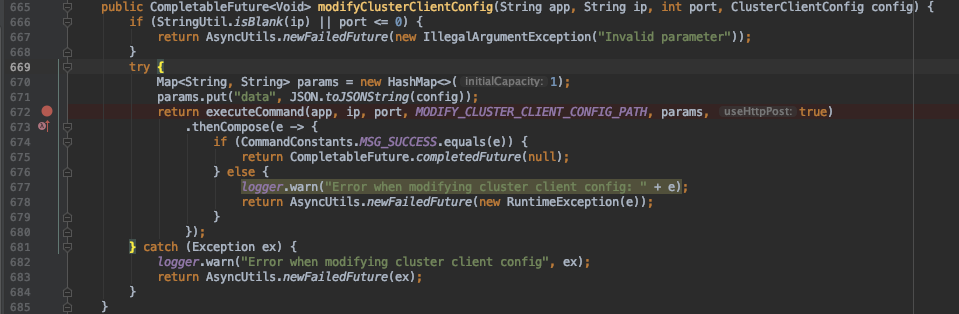 665 public CompletableFuture<Void> modifyClusterClientConfig(String app, String ip, int port, ClusterClientConfig config) {
666 if (StringUtil.isBlank(ip) || port <= 0) {
667 return AsyncUtils.newFailedFuture(new IllegalArgumentException("Invalid parameter"));
668 }
669 try {
670 Map<String, String> params = new HashMap<>( initialCapacity: 1);
671 params.put("data", JSON.toJSONString(config));
672 return executeCommand(app, ip, port, MODIFY_CLUSTER_CLIENT_CONFIG_PATH, params, useHttpPost: true)
673 .thenCompose(e -> {
674 if (CommandConstants.MSG_SUCCESS.equals(e)) {
675 return CompletableFuture.completedFuture(null);
676 } else {
677 logger.warn("Error when modifying cluster client config: " + e);
678 return AsyncUtils.newFailedFuture(new RuntimeException(e));
679 }
680 });
681 } catch (Exception ex) {
682 logger.warn("Error when modifying cluster client config", ex);
683 return AsyncUtils.newFailedFuture(ex);
684 }
685 }